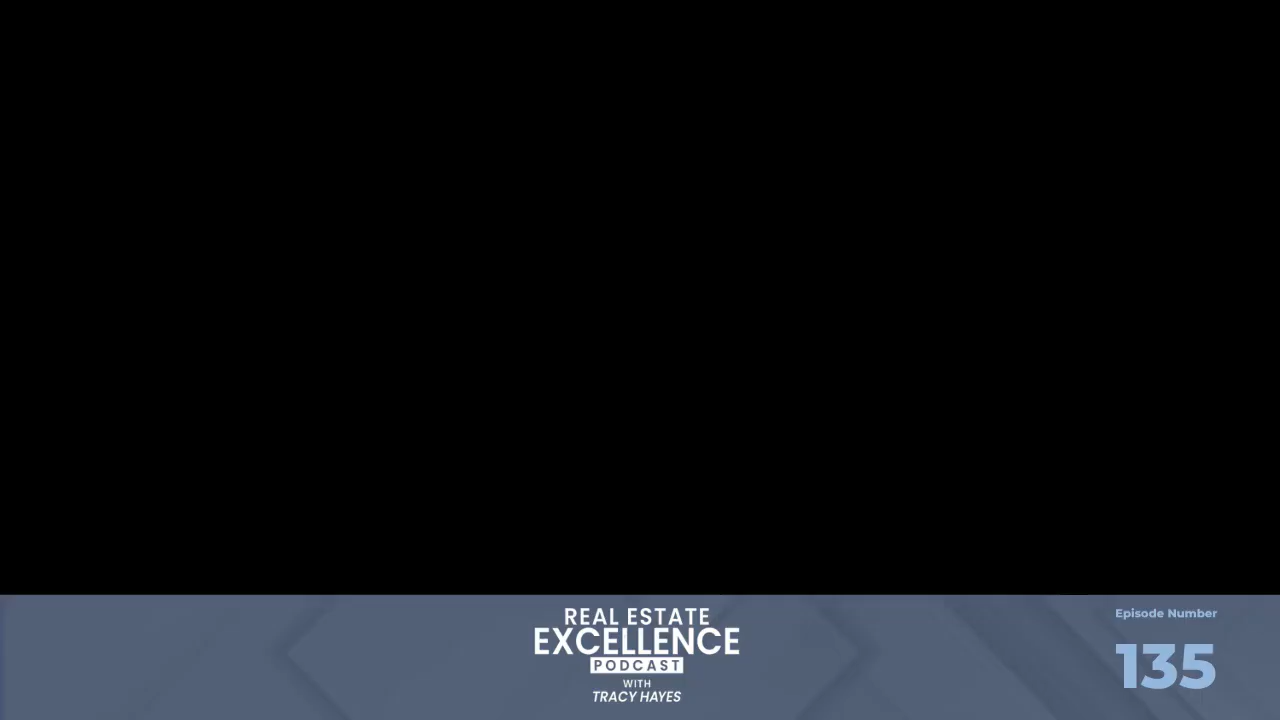 REAL ESTATE
EXCELLENCE
PODCAST
WITH
TRACY HAYES
Episode Number
135